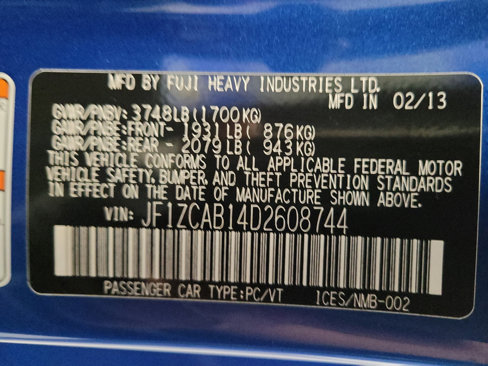 MFD BY FUJI HEAVY INDUSTRIES LTD.
MFD IN 02/13
GVWR/PNBV: 3748LB(1700KG)
GAWR/PNBE:FRONT- 1931LB( 876KG)
GAWR/PNBE:REAR - 2079LB( 943KG)
THIS VEHICLE CONFORMS TO ALL APPLICABLE FEDERAL MOTOR
VEHICLE SAFETY, BUMPER, AND THEFT PREVENTION STANDARDS
IN EFFECT ON THE DATE OF MANUFACTURE SHOWN ABOVE.
VIN: JF1ZCAB14D2608744
PASSENGER CAR TYPE:PC/VT ICES/NMB-002